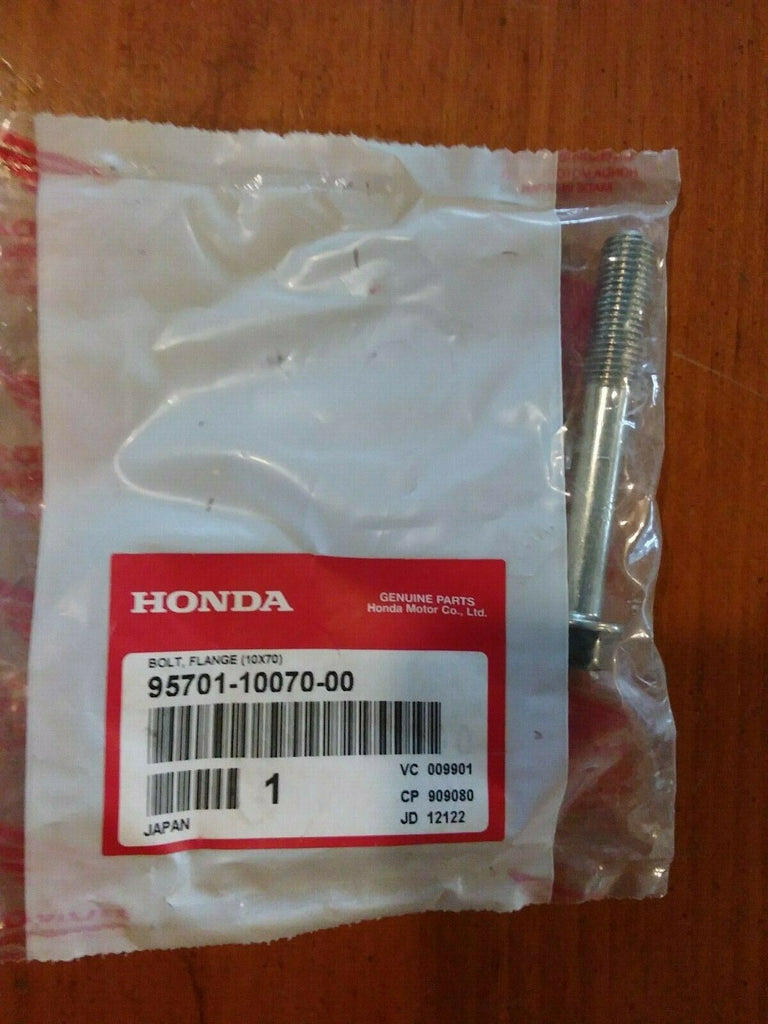 HONDA
GENUINE PARTS
Honda Motor Co., Ltd.
BOLT, FLANGE (10X70)
95701-10070-00
1
VC 009901
CP 909080
JD 12122
JAPAN